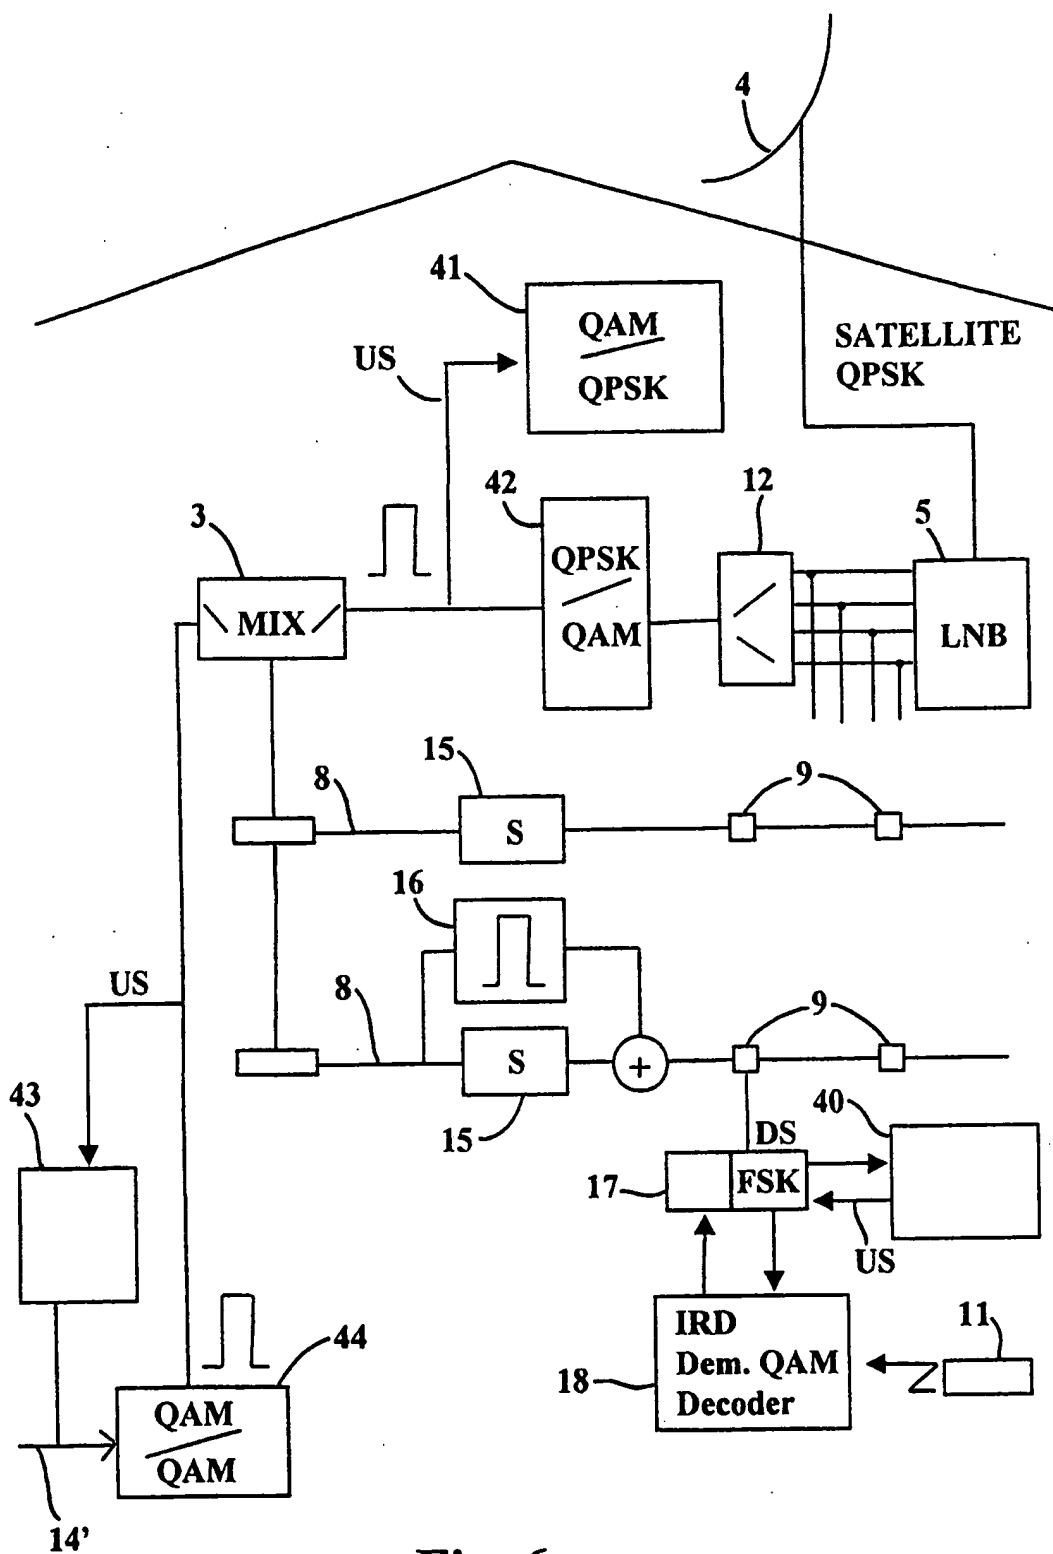 4
41
QAM
QPSK
US
SATELLITE
QPSK
42
12
5
3
QPSK
QAM
MIX
LNB
15
9
8
S
16
US
8
9
S
43
15
40
DS
17
FSK
US
IRD
Dem. QAM
Decoder
11
18
44
QAM
QAM
14'